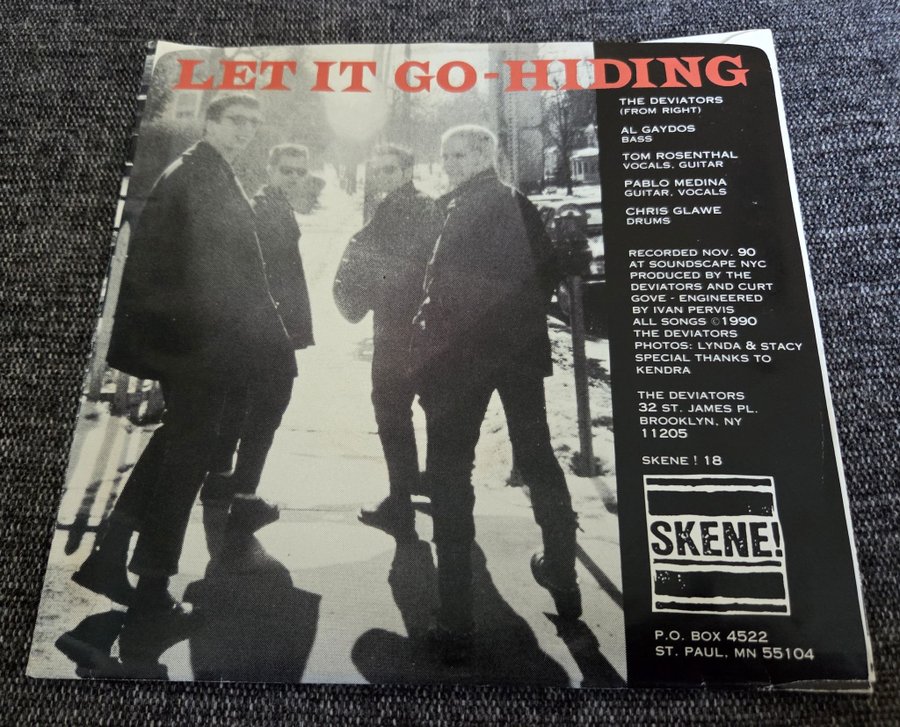 LET IT GO - HIDING
THE DEVIATORS
(FROM RIGHT)
AL GAYDOS
BASS
TOM ROSENTHAL
VOCALS, GUITAR
PABLO MEDINA
GUITAR, VOCALS
CHRIS GLAWE
DRUMS
RECORDED NOV. 90
AT SOUNDSCAPE NYC
PRODUCED BY THE
DEVIATORS AND CURT
GOVE - ENGINEERED
BY IVAN PERVIS
ALL SONGS ©1990
THE DEVIATORS
PHOTOS: LYNDA & STACY
SPECIAL THANKS TO
KENDRA
THE DEVIATORS
32 ST. JAMES PL.
BROOKLYN, NY
11205
SKENE ! 18
SKENE!
P.O. BOX 4522
ST. PAUL, MN 55104